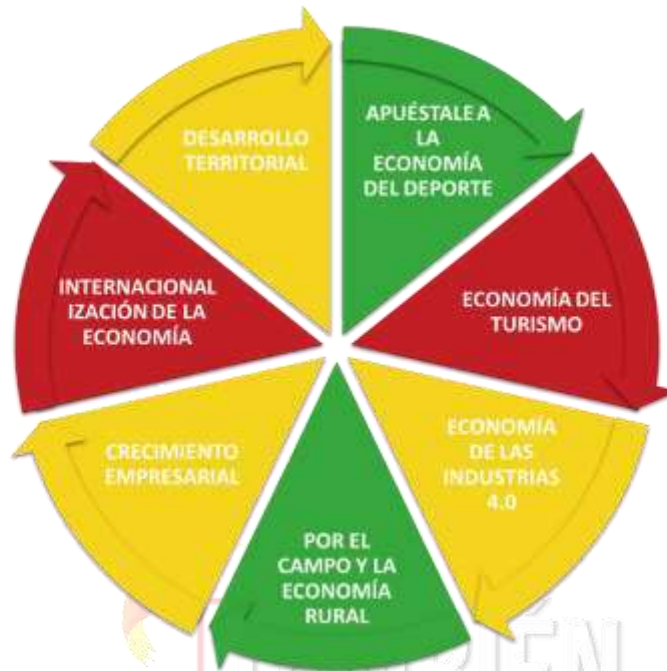 APUÉSTALE A
LA
ECONOMÍA
DEL DEPORTE
ECONOMÍA DEL
TURISMO
ECONOMÍA
DE LAS
INDUSTRIAS
4.0
POR EL
CAMPO Y LA
ECONOMÍA
RURAL
CRECIMIENTO
EMPRESARIAL
INTERNACIONAL
IZACIÓN DE LA
ECONOMÍA
DESARROLLO
TERRITORIAL